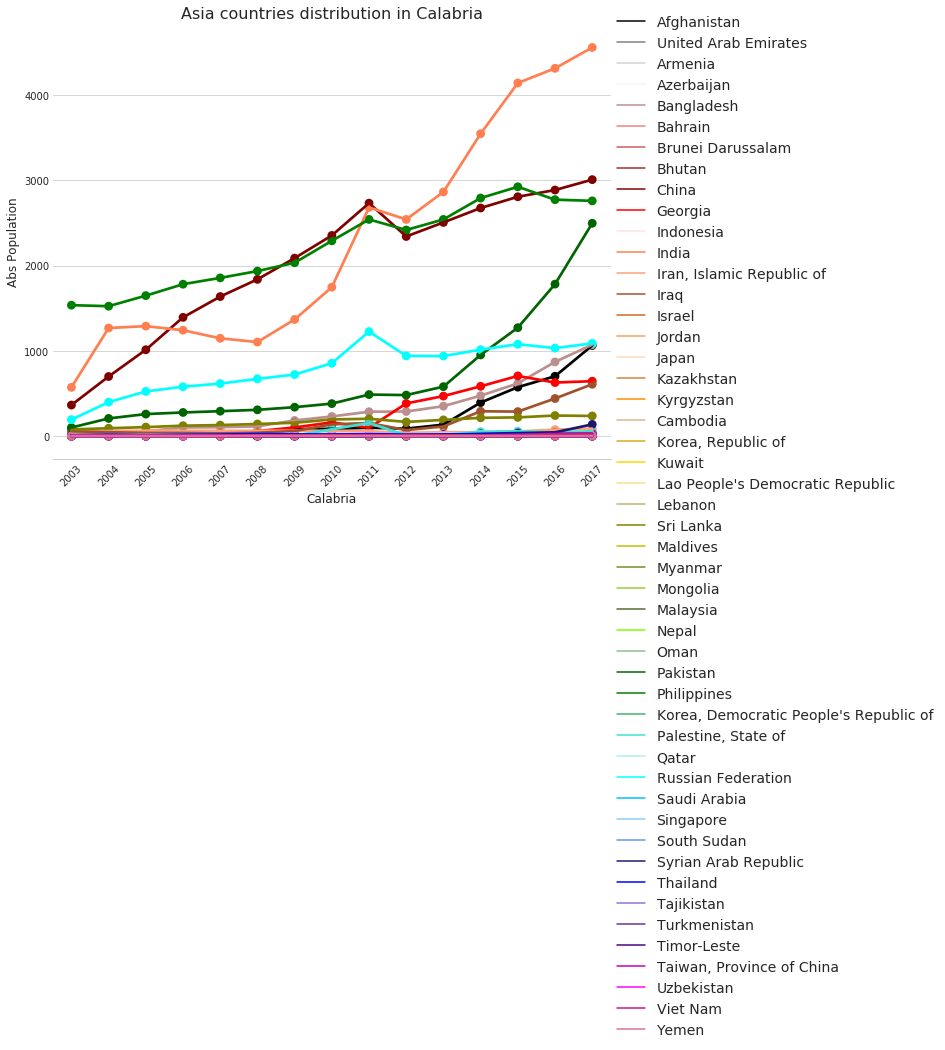 Asia countries distribution in Calabria
Abs Population
4000
3000
2000
1000
0
2003
2004
2005
2006
2007
2008
2009
2010
2011
2012
2013
2014
2015
2016
2017
Calabria
Afghanistan
United Arab Emirates
Armenia
Azerbaijan
Bangladesh
Bahrain
Brunei Darussalam
Bhutan
China
Georgia
Indonesia
India
Iran, Islamic Republic of
Iraq
Israel
Jordan
Japan
Kazakhstan
Kyrgyzstan
Cambodia
Korea, Republic of
Kuwait
Lao People's Democratic Republic
Lebanon
Sri Lanka
Maldives
Myanmar
Mongolia
Malaysia
Nepal
Oman
Pakistan
Philippines
Korea, Democratic People's Republic of
Palestine, State of
Qatar
Russian Federation
Saudi Arabia
Singapore
South Sudan
Syrian Arab Republic
Thailand
Tajikistan
Turkmenistan
Timor-Leste
Taiwan, Province of China
Uzbekistan
Viet Nam
Yemen